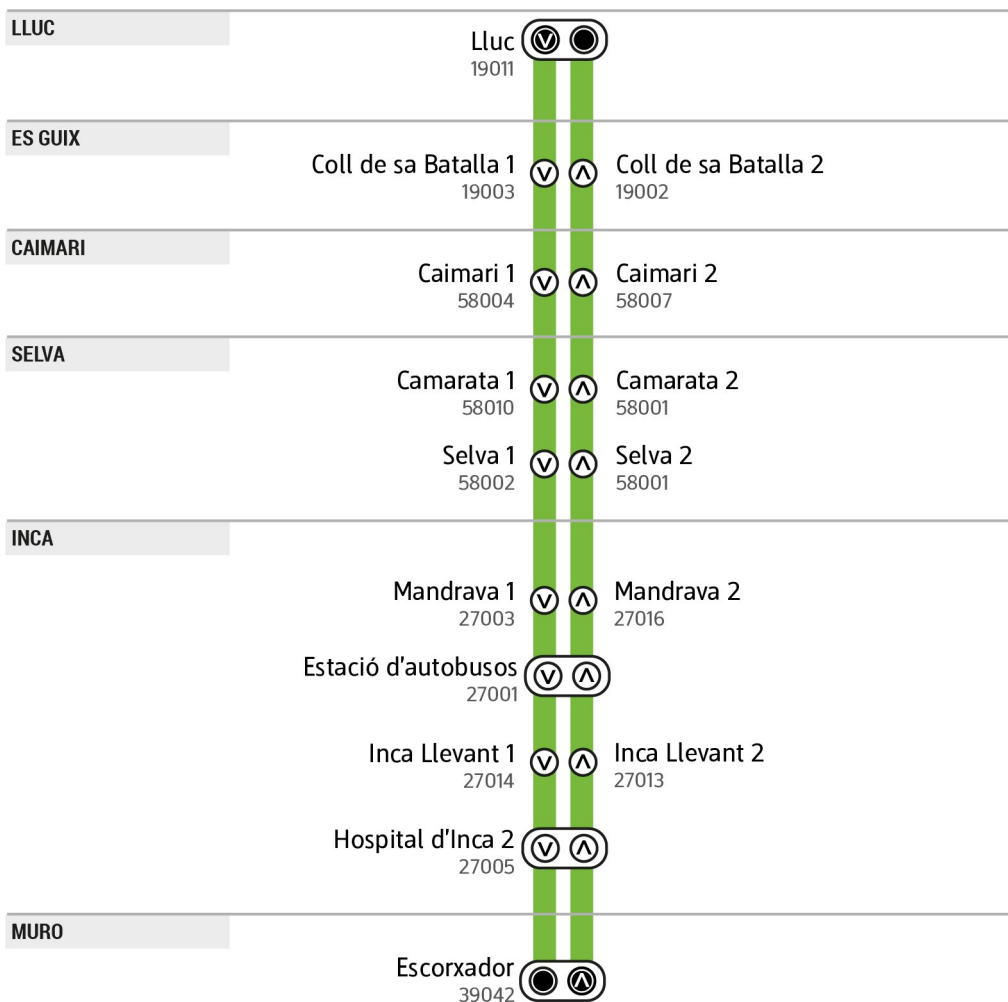 LLUC
Lluc
19011
ES GUIX
Coll de sa Batalla 1
19003
Coll de sa Batalla 2
19002
CAIMARI
Caimari 1
58004
Caimari 2
58007
SELVA
Camarata 1
58010
Camarata 2
58001
Selva 1
58002
Selva 2
58001
INCA
Mandrava 1
27003
Mandrava 2
27016
Estació d'autobusos
27001
Inca Llevant 1
27014
Inca Llevant 2
27013
Hospital d'Inca 2
27005
MURO
Escorxador
39042